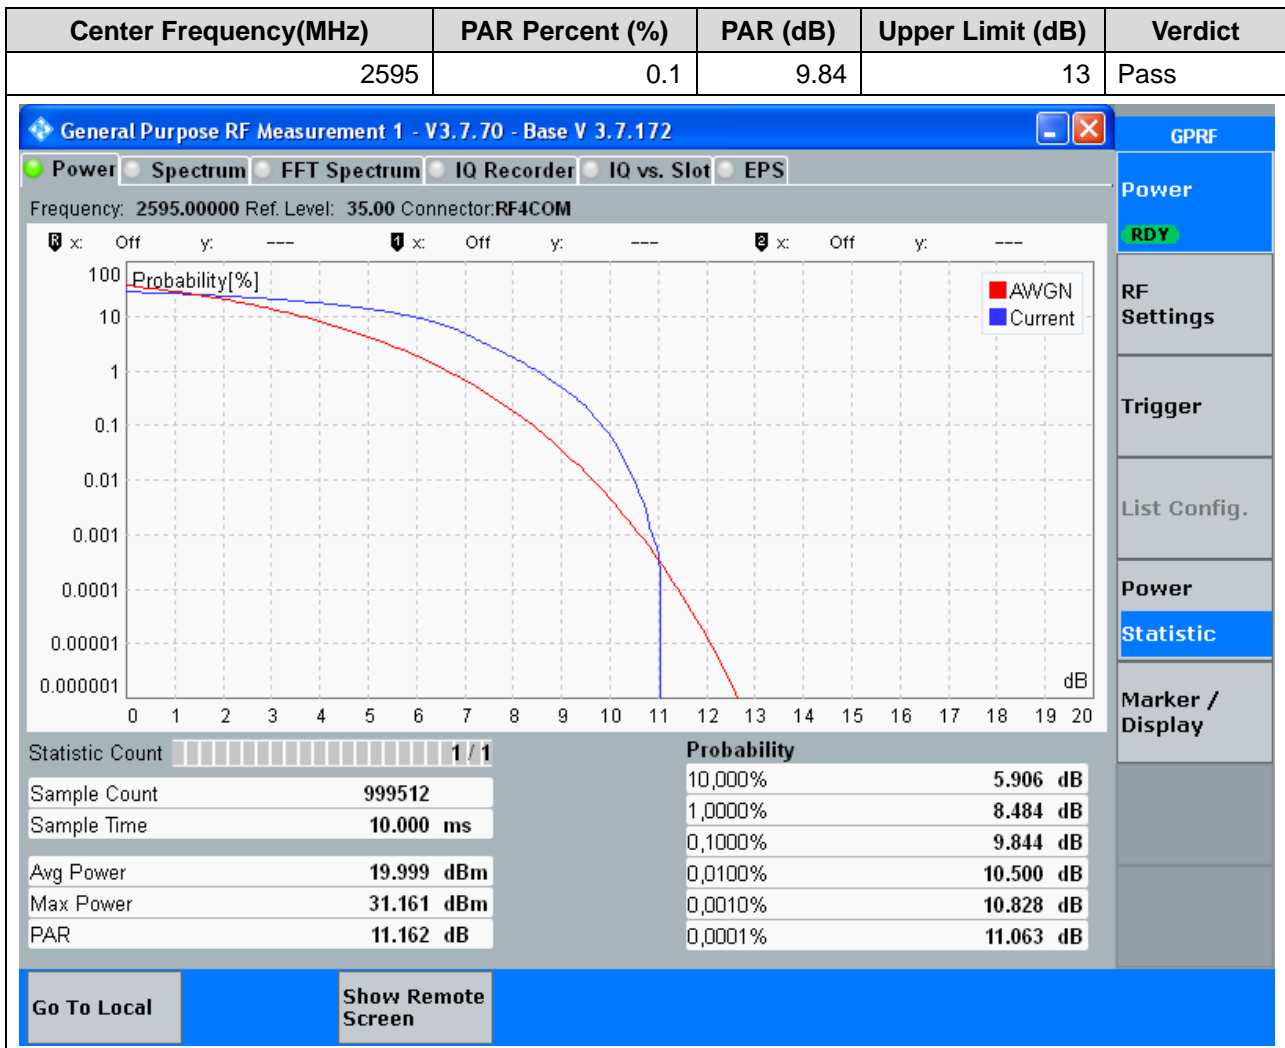 Center Frequency(MHz) PAR Percent (%) PAR (dB) Upper Limit (dB) Verdict
2595 0.1 9.84 13 Pass
General Purpose RF Measurement 1 - V3.7.70 - Base V 3.7.172
GPRF
Power Spectrum FFT Spectrum IQ Recorder IQ vs. Slot EPS
Power
RDY
Frequency: 2595.00000 Ref. Level: 35.00 Connector:RF4COM
R x: Off y: --- 1 x: Off y: --- 2 x: Off y: ---
Probability[%]
AWGN
Current
100
10
1
0.1
0.01
0.001
0.0001
0.00001
0.000001
dB
0 1 2 3 4 5 6 7 8 9 10 11 12 13 14 15 16 17 18 19 20
RF
Settings
Trigger
List Config.
Power
Statistic
Marker /
Display
Statistic Count 1 / 1
Sample Count 999512
Sample Time 10.000 ms
Avg Power 19.999 dBm
Max Power 31.161 dBm
PAR 11.162 dB
Probability
10,000% 5.906 dB
1,0000% 8.484 dB
0,1000% 9.844 dB
0,0100% 10.500 dB
0,0010% 10.828 dB
0,0001% 11.063 dB
Go To Local
Show Remote
Screen